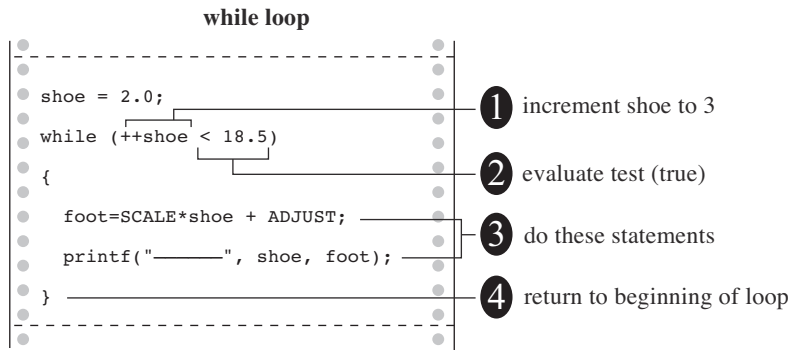 while loop
shoe = 2.0;
1 increment shoe to 3
while (++shoe < 18.5)
2 evaluate test (true)
{
foot=SCALE*shoe + ADJUST;
3 do these statements
printf("———", shoe, foot);
} 
4 return to beginning of loop